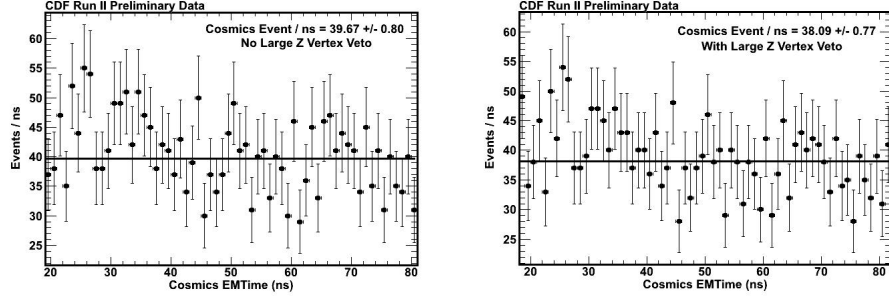 CDF Run II Preliminary Data
Cosmics Event / ns = 39.67 +/- 0.80
No Large Z Vertex Veto
Events / ns
60
55
50
45
40
35
30
25
20 30 40 50 60 70 80
Cosmics EMTime (ns)
CDF Run II Preliminary Data
Cosmics Event / ns = 38.09 +/- 0.77
With Large Z Vertex Veto
Events / ns
60
55
50
45
40
35
30
25
20 30 40 50 60 70 80
Cosmics EMTime (ns)